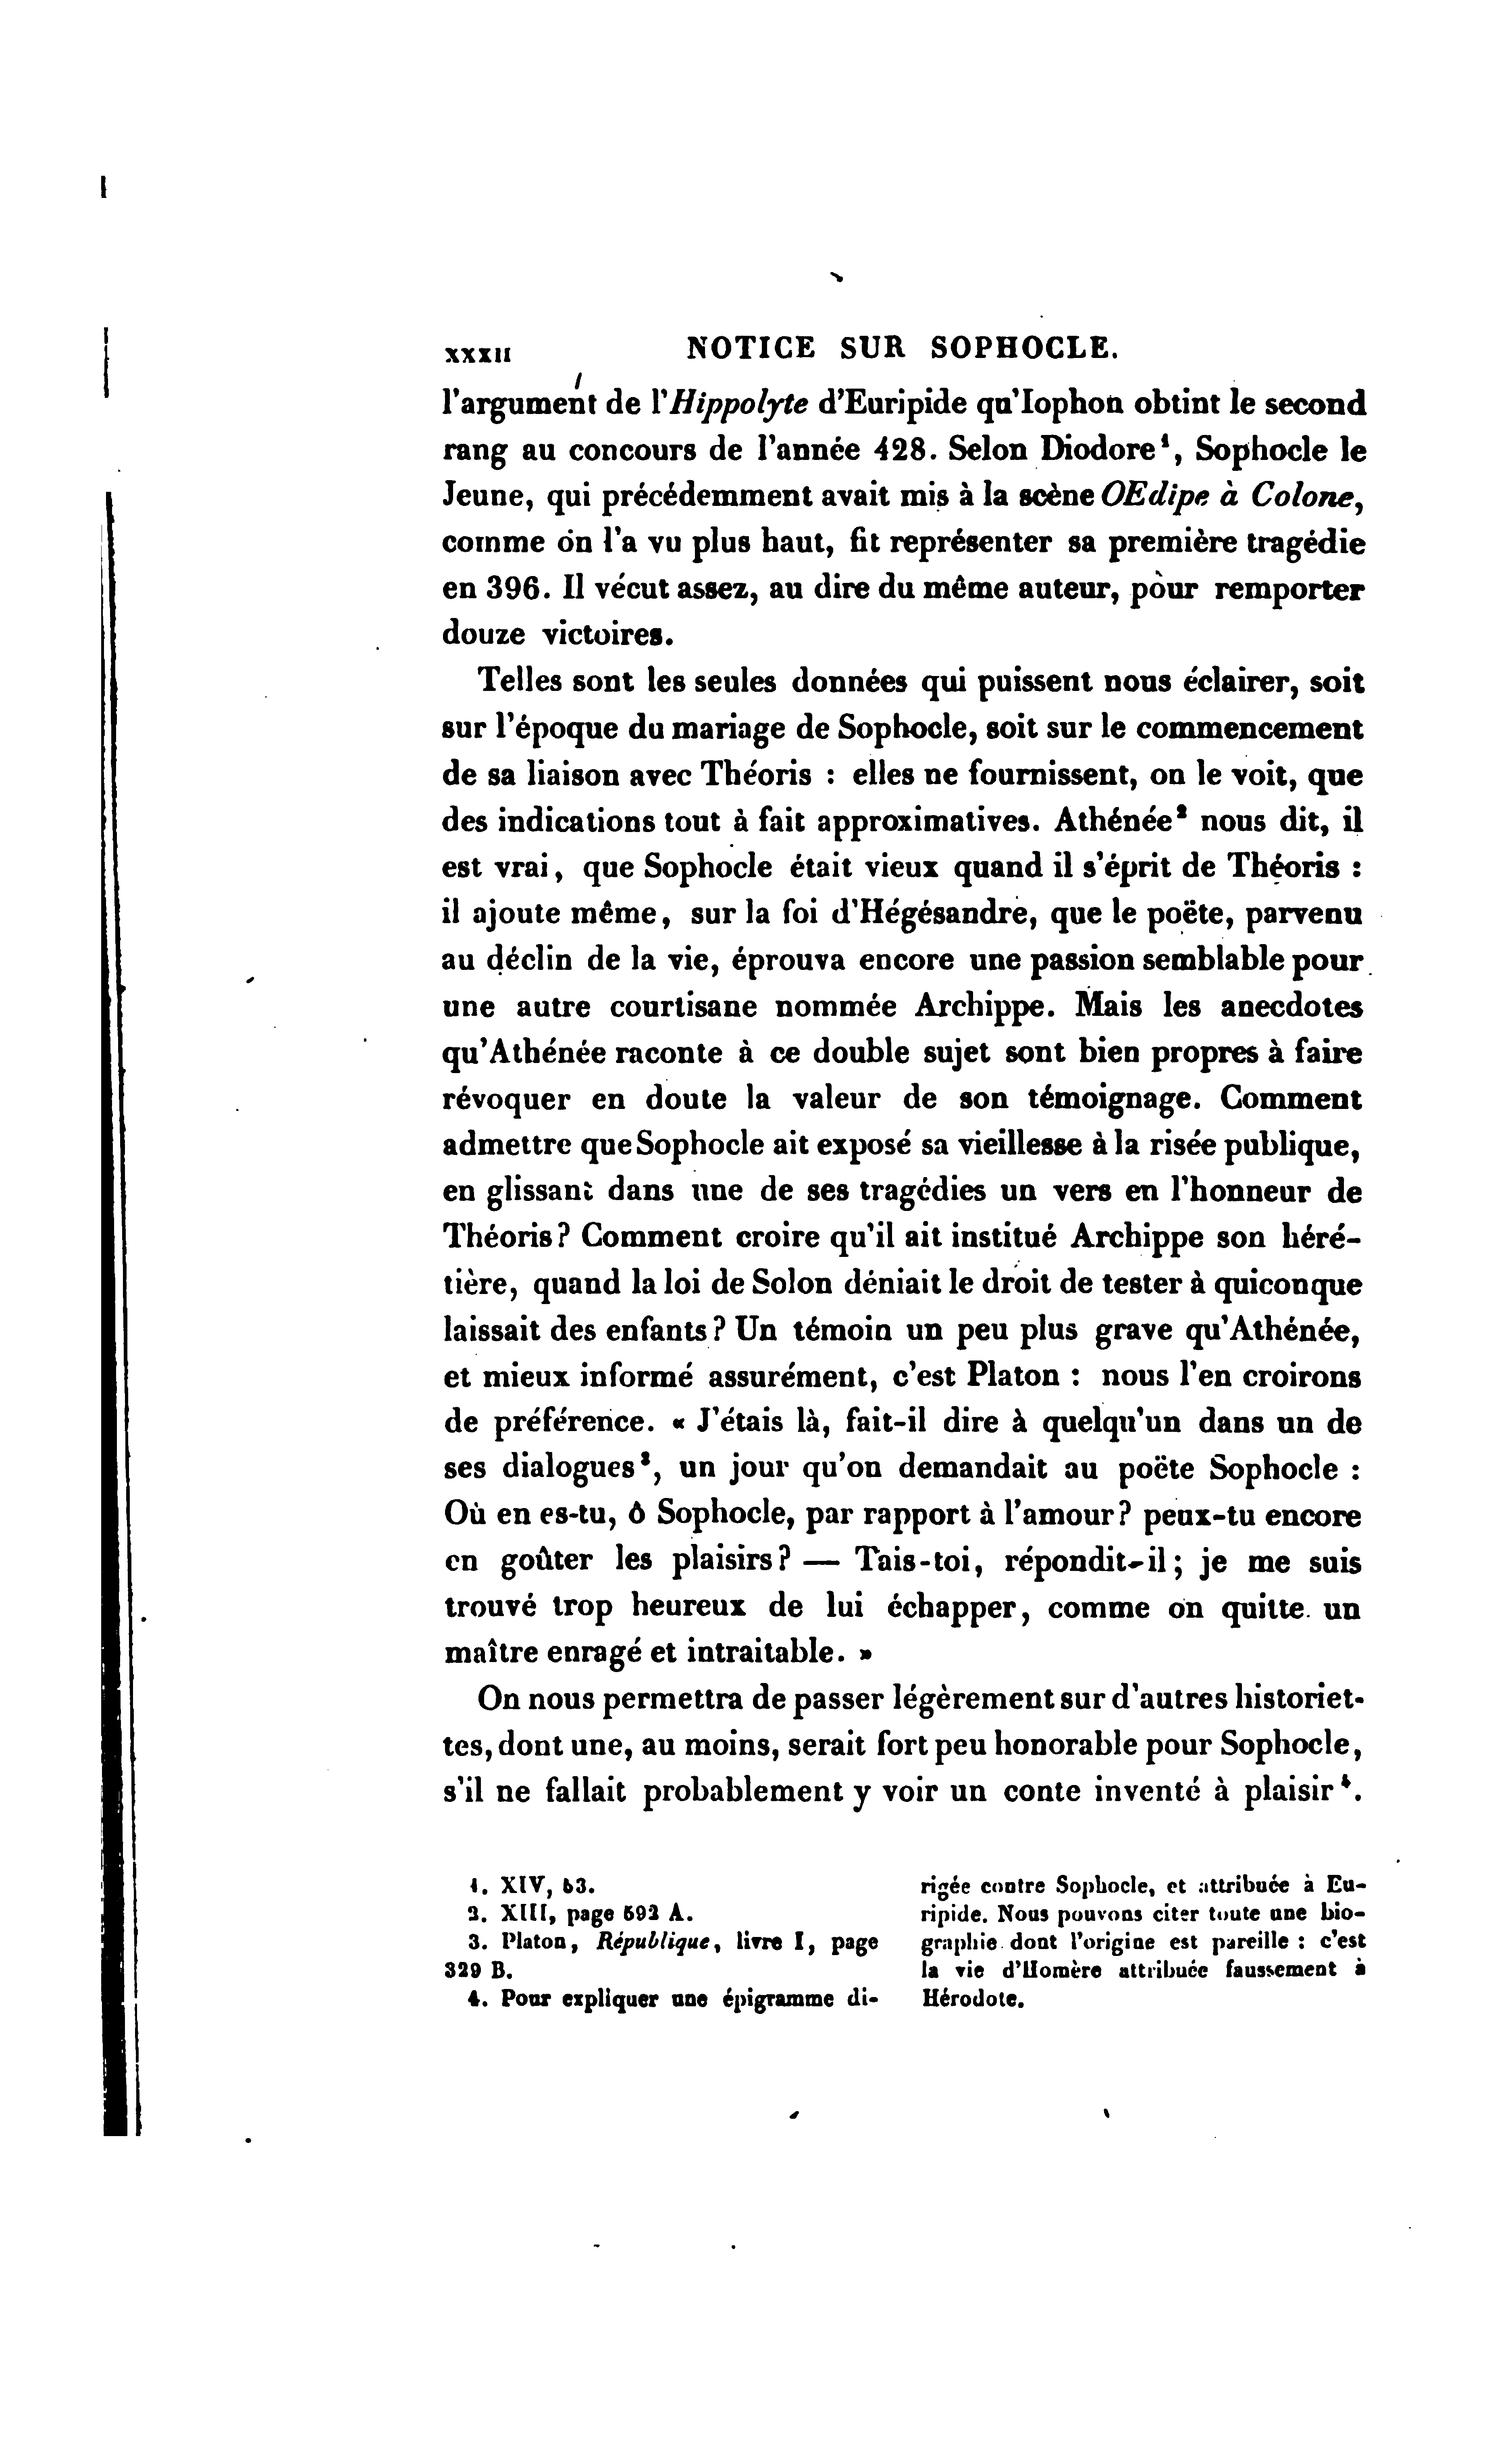 xxxii NOTICE SUR SOPHOCLE.
l'argument de l'Hippolyte d'Euripide qu'Iophon obtint le second
rang au concours de l'année 428. Selon Diodore¹, Sophocle le
Jeune, qui précédemment avait mis à la scène OEdipe à Colone,
comme on l'a vu plus haut, fit représenter sa première tragédie
en 396. Il vécut assez, au dire du même auteur, pour remporter
douze victoires.
Telles sont les seules données qui puissent nous éclairer, soit
sur l'époque du mariage de Sophocle, soit sur le commencement
de sa liaison avec Théoris : elles ne fournissent, on le voit, que
des indications tout à fait approximatives. Athénée² nous dit, il
est vrai, que Sophocle était vieux quand il s'éprit de Théoris :
il ajoute même, sur la foi d'Hégésandre, que le poëte, parvenu
au déclin de la vie, éprouva encore une passion semblable pour
une autre courtisane nommée Archippe. Mais les anecdotes
qu'Athénée raconte à ce double sujet sont bien propres à faire
révoquer en doute la valeur de son témoignage. Comment
admettre que Sophocle ait exposé sa vieillesse à la risée publique,
en glissant dans une de ses tragédies un vers en l'honneur de
Théoris? Comment croire qu'il ait institué Archippe son héré-
tière, quand la loi de Solon déniait le droit de tester à quiconque
laissait des enfants? Un témoin un peu plus grave qu'Athénée,
et mieux informé assurément, c'est Platon : nous l'en croirons
de préférence. « J'étais là, fait-il dire à quelqu'un dans un de
ses dialogues³, un jour qu'on demandait au poëte Sophocle :
Où en es-tu, ô Sophocle, par rapport à l'amour? peux-tu encore
en goûter les plaisirs? — Tais-toi, répondit-il; je me suis
trouvé trop heureux de lui échapper, comme on quitte un
maître enragé et intraitable. »
On nous permettra de passer légèrement sur d'autres historiet-
tes, dont une, au moins, serait fort peu honorable pour Sophocle,
s'il ne fallait probablement y voir un conte inventé à plaisir⁴.
1. XIV, 53.
2. XIII, page 592 A.
3. Platon, République, livre I, page
329 B.
4. Pour expliquer une épigramme di-
rigée contre Sophocle, et attribuée à Eu-
ripide. Nous pouvons citer toute une bio-
graphie dont l'origine est pareille : c'est
la vie d'Homère attribuée faussement à
Hérodote.